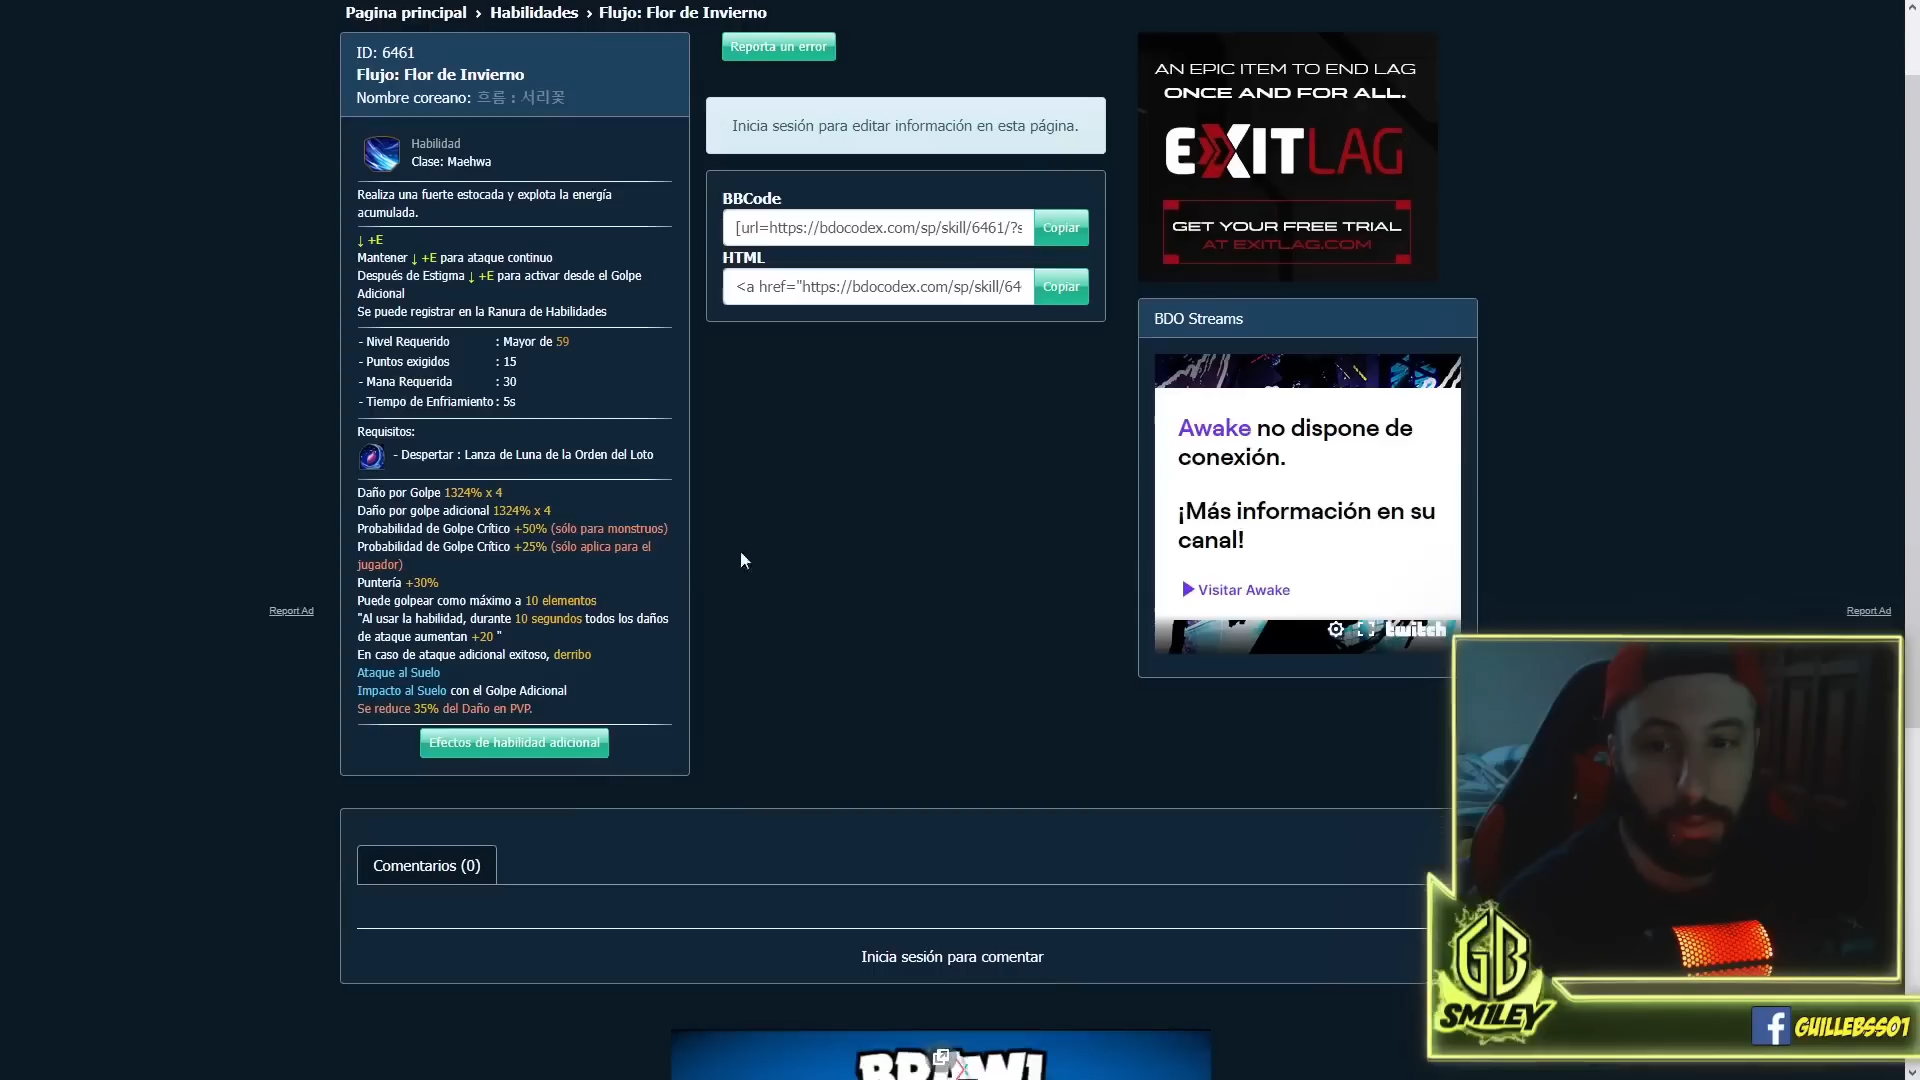 Pagina principal › Habilidades › Flujo: Flor de Invierno
ID: 6461
Flujo: Flor de Invierno
Nombre coreano: 흐름 : 서리꽃
Habilidad
Clase: Maehwa
Realiza una fuerte estocada y explota la energía
acumulada.
↓ +E
Mantener ↓ +E para ataque continuo
Después de Estigma ↓ +E para activar desde el Golpe
Adicional
Se puede registrar en la Ranura de Habilidades
- Nivel Requerido : Mayor de 59
- Puntos exigidos : 15
- Mana Requerida : 30
- Tiempo de Enfriamiento : 5s
Requisitos:
- Despertar : Lanza de Luna de la Orden del Loto
Daño por Golpe 1324% x 4
Daño por golpe adicional 1324% x 4
Probabilidad de Golpe Crítico +50% (sólo para monstruos)
Probabilidad de Golpe Crítico +25% (sólo aplica para el
jugador)
Puntería +30%
Puede golpear como máximo a 10 elementos
"Al usar la habilidad, durante 10 segundos todos los daños
de ataque aumentan +20 "
En caso de ataque adicional exitoso, derribo
Ataque al Suelo
Impacto al Suelo con el Golpe Adicional
Se reduce 35% del Daño en PVP.
Efectos de habilidad adicional
Reporta un error
Inicia sesión para editar información en esta página.
BBCode
[url=https://bdocodex.com/sp/skill/6461/?s
Copiar
HTML
<a href="https://bdocodex.com/sp/skill/64
Copiar
AN EPIC ITEM TO END LAG
ONCE AND FOR ALL.
EXITLAG
GET YOUR FREE TRIAL
AT EXITLAG.COM
BDO Streams
Awake no dispone de
conexión.
¡Más información en su
canal!
Visitar Awake
twitch
Report Ad
Report Ad
Comentarios (0)
Inicia sesión para comentar
BRAWL
GB
SM1LEY
GUILLEBSS01